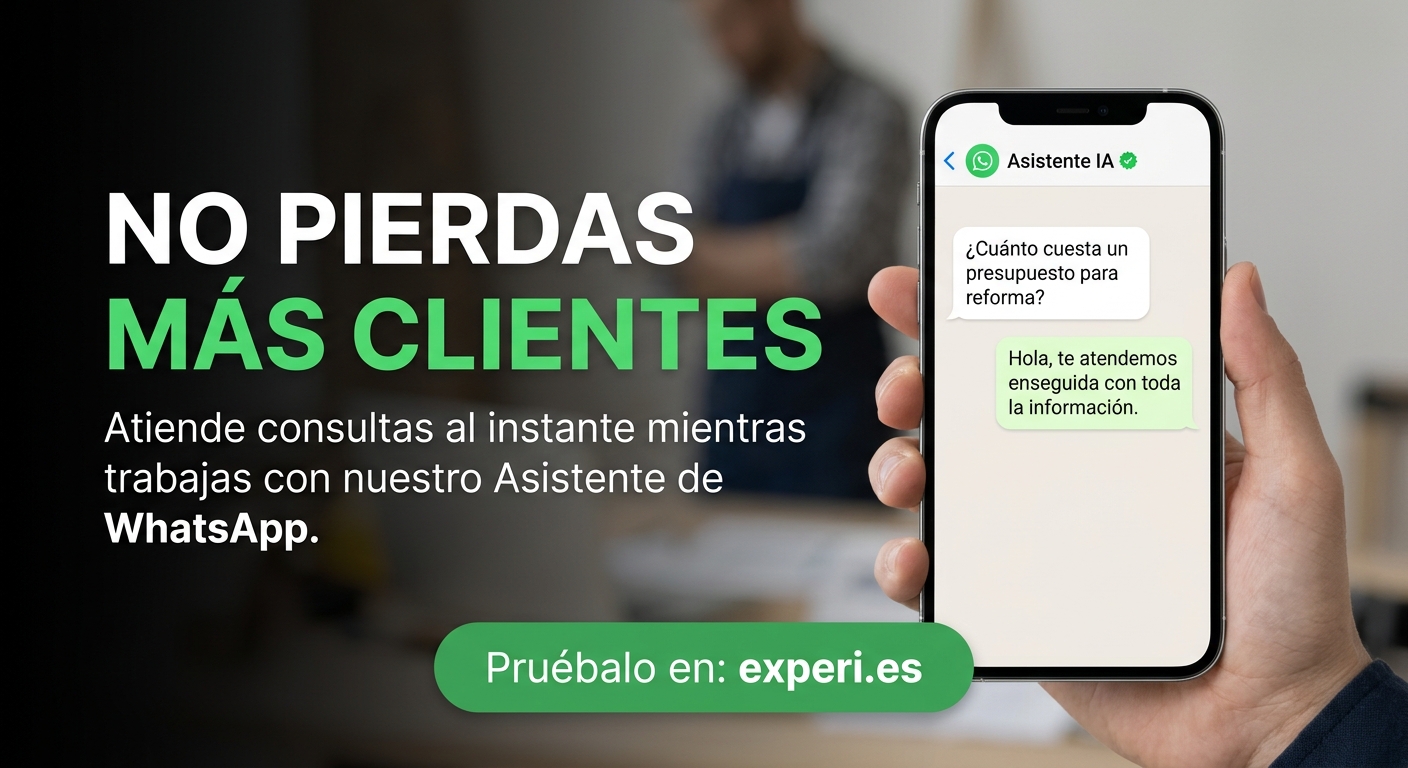 NO PIERDAS
MÁS CLIENTES
Atiende consultas al instante mientras
trabajas con nuestro Asistente de
WhatsApp.
Pruébalo en: experi.es
Asistente IA
¿Cuánto cuesta un
presupuesto para
reforma?
Hola, te atendemos
enseguida con toda
la información.